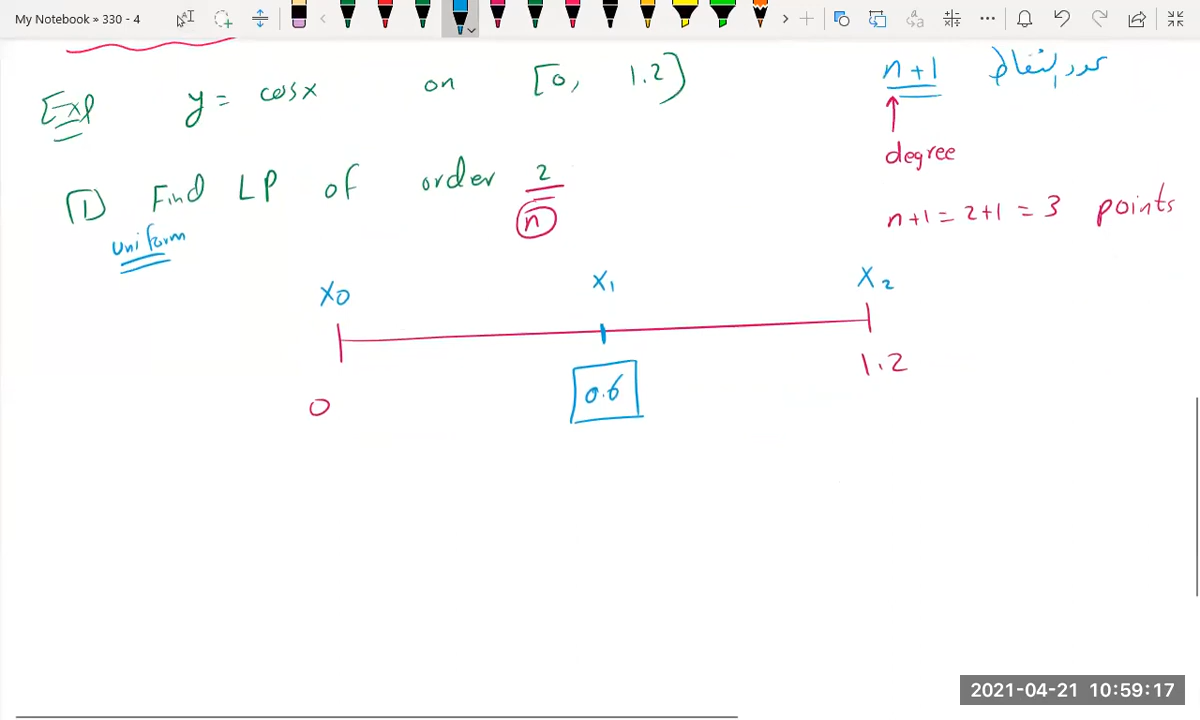 My Notebook » 330 - 4
Exp y = cosx on [0, 1.2]
n+1 عدد النقاط
degree
① Find LP of order 2
n
uniform
n+1 = 2+1 = 3 points
x0 x1 x2
0 0.6 1.2
2021-04-21 10:59:17